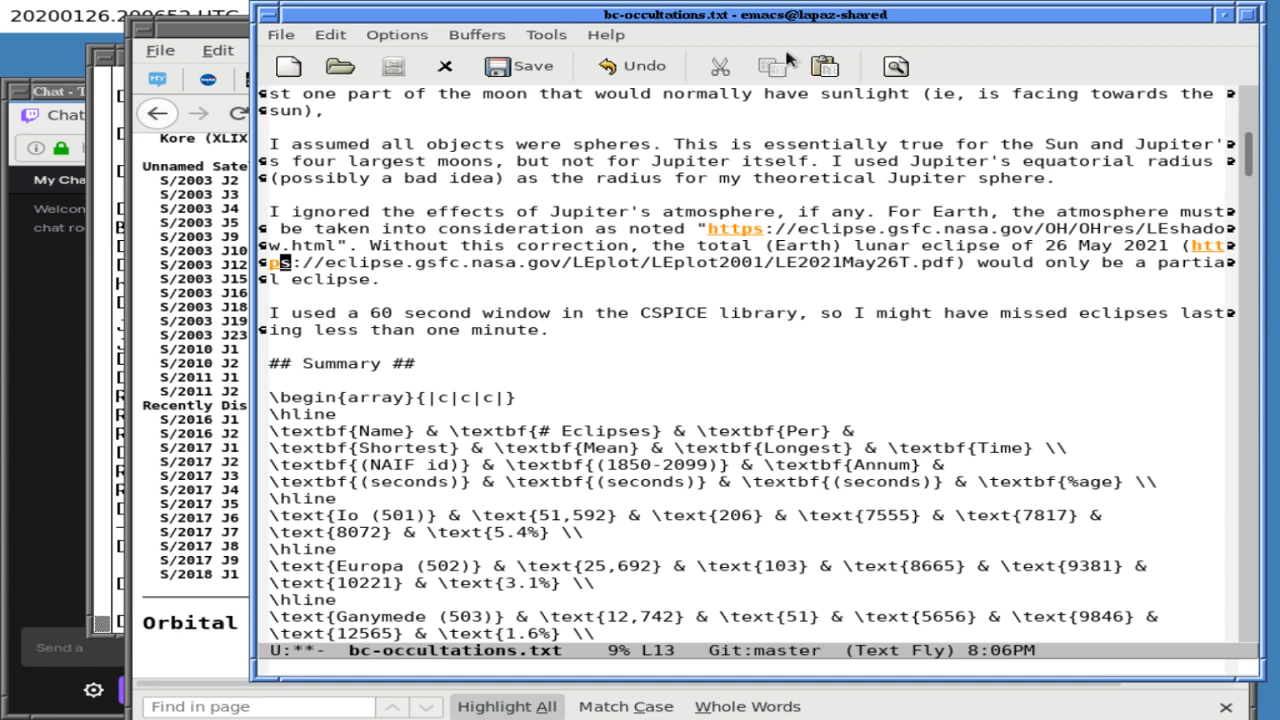 bc-occultations.txt - emacs@lapaz-shared
File Edit Options Buffers Tools Help
Save Undo
st one part of the moon that would normally have sunlight (ie, is facing towards the
sun),
I assumed all objects were spheres. This is essentially true for the Sun and Jupiter'
s four largest moons, but not for Jupiter itself. I used Jupiter's equatorial radius
(possibly a bad idea) as the radius for my theoretical Jupiter sphere.
I ignored the effects of Jupiter's atmosphere, if any. For Earth, the atmosphere must
be taken into consideration as noted "https://eclipse.gsfc.nasa.gov/OH/OHres/LEshado
w.html". Without this correction, the total (Earth) lunar eclipse of 26 May 2021 (htt
ps://eclipse.gsfc.nasa.gov/LEplot/LEplot2001/LE2021May26T.pdf) would only be a partia
l eclipse.
I used a 60 second window in the CSPICE library, so I might have missed eclipses last
ing less than one minute.
## Summary ##
\begin{array}{|c|c|c|}
\hline
\textbf{Name} & \textbf{# Eclipses} & \textbf{Per} &
\textbf{Shortest} & \textbf{Mean} & \textbf{Longest} & \textbf{Time} \\
\textbf{(NAIF id)} & \textbf{(1850-2099)} & \textbf{Annum} &
\textbf{(seconds)} & \textbf{(seconds)} & \textbf{(seconds)} & \textbf{%age} \\
\hline
\text{Io (501)} & \text{51,592} & \text{206} & \text{7555} & \text{7817} &
\text{8072} & \text{5.4%} \\
\hline
\text{Europa (502)} & \text{25,692} & \text{103} & \text{8665} & \text{9381} &
\text{10221} & \text{3.1%} \\
\hline
\text{Ganymede (503)} & \text{12,742} & \text{51} & \text{5656} & \text{9846} &
\text{12565} & \text{1.6%} \\
U:**- bc-occultations.txt 9% L13 Git:master (Text Fly) 8:06PM
File Edit
Kore (XLIX
Unnamed Sate
S/2003 J2
S/2003 J3
S/2003 J4
S/2003 J5
S/2003 J9
S/2003 J10
S/2003 J12
S/2003 J15
S/2003 J16
S/2003 J18
S/2003 J19
S/2003 J23
S/2010 J1
S/2010 J2
S/2011 J1
S/2011 J2
Recently Dis
S/2016 J1
S/2016 J2
S/2017 J1
S/2017 J2
S/2017 J3
S/2017 J4
S/2017 J5
S/2017 J6
S/2017 J7
S/2017 J8
S/2017 J9
S/2018 J1
Orbital
Find in page Highlight All Match Case Whole Words
Chat - T
Chat
My Cha
Welcon
chat ro
Send a